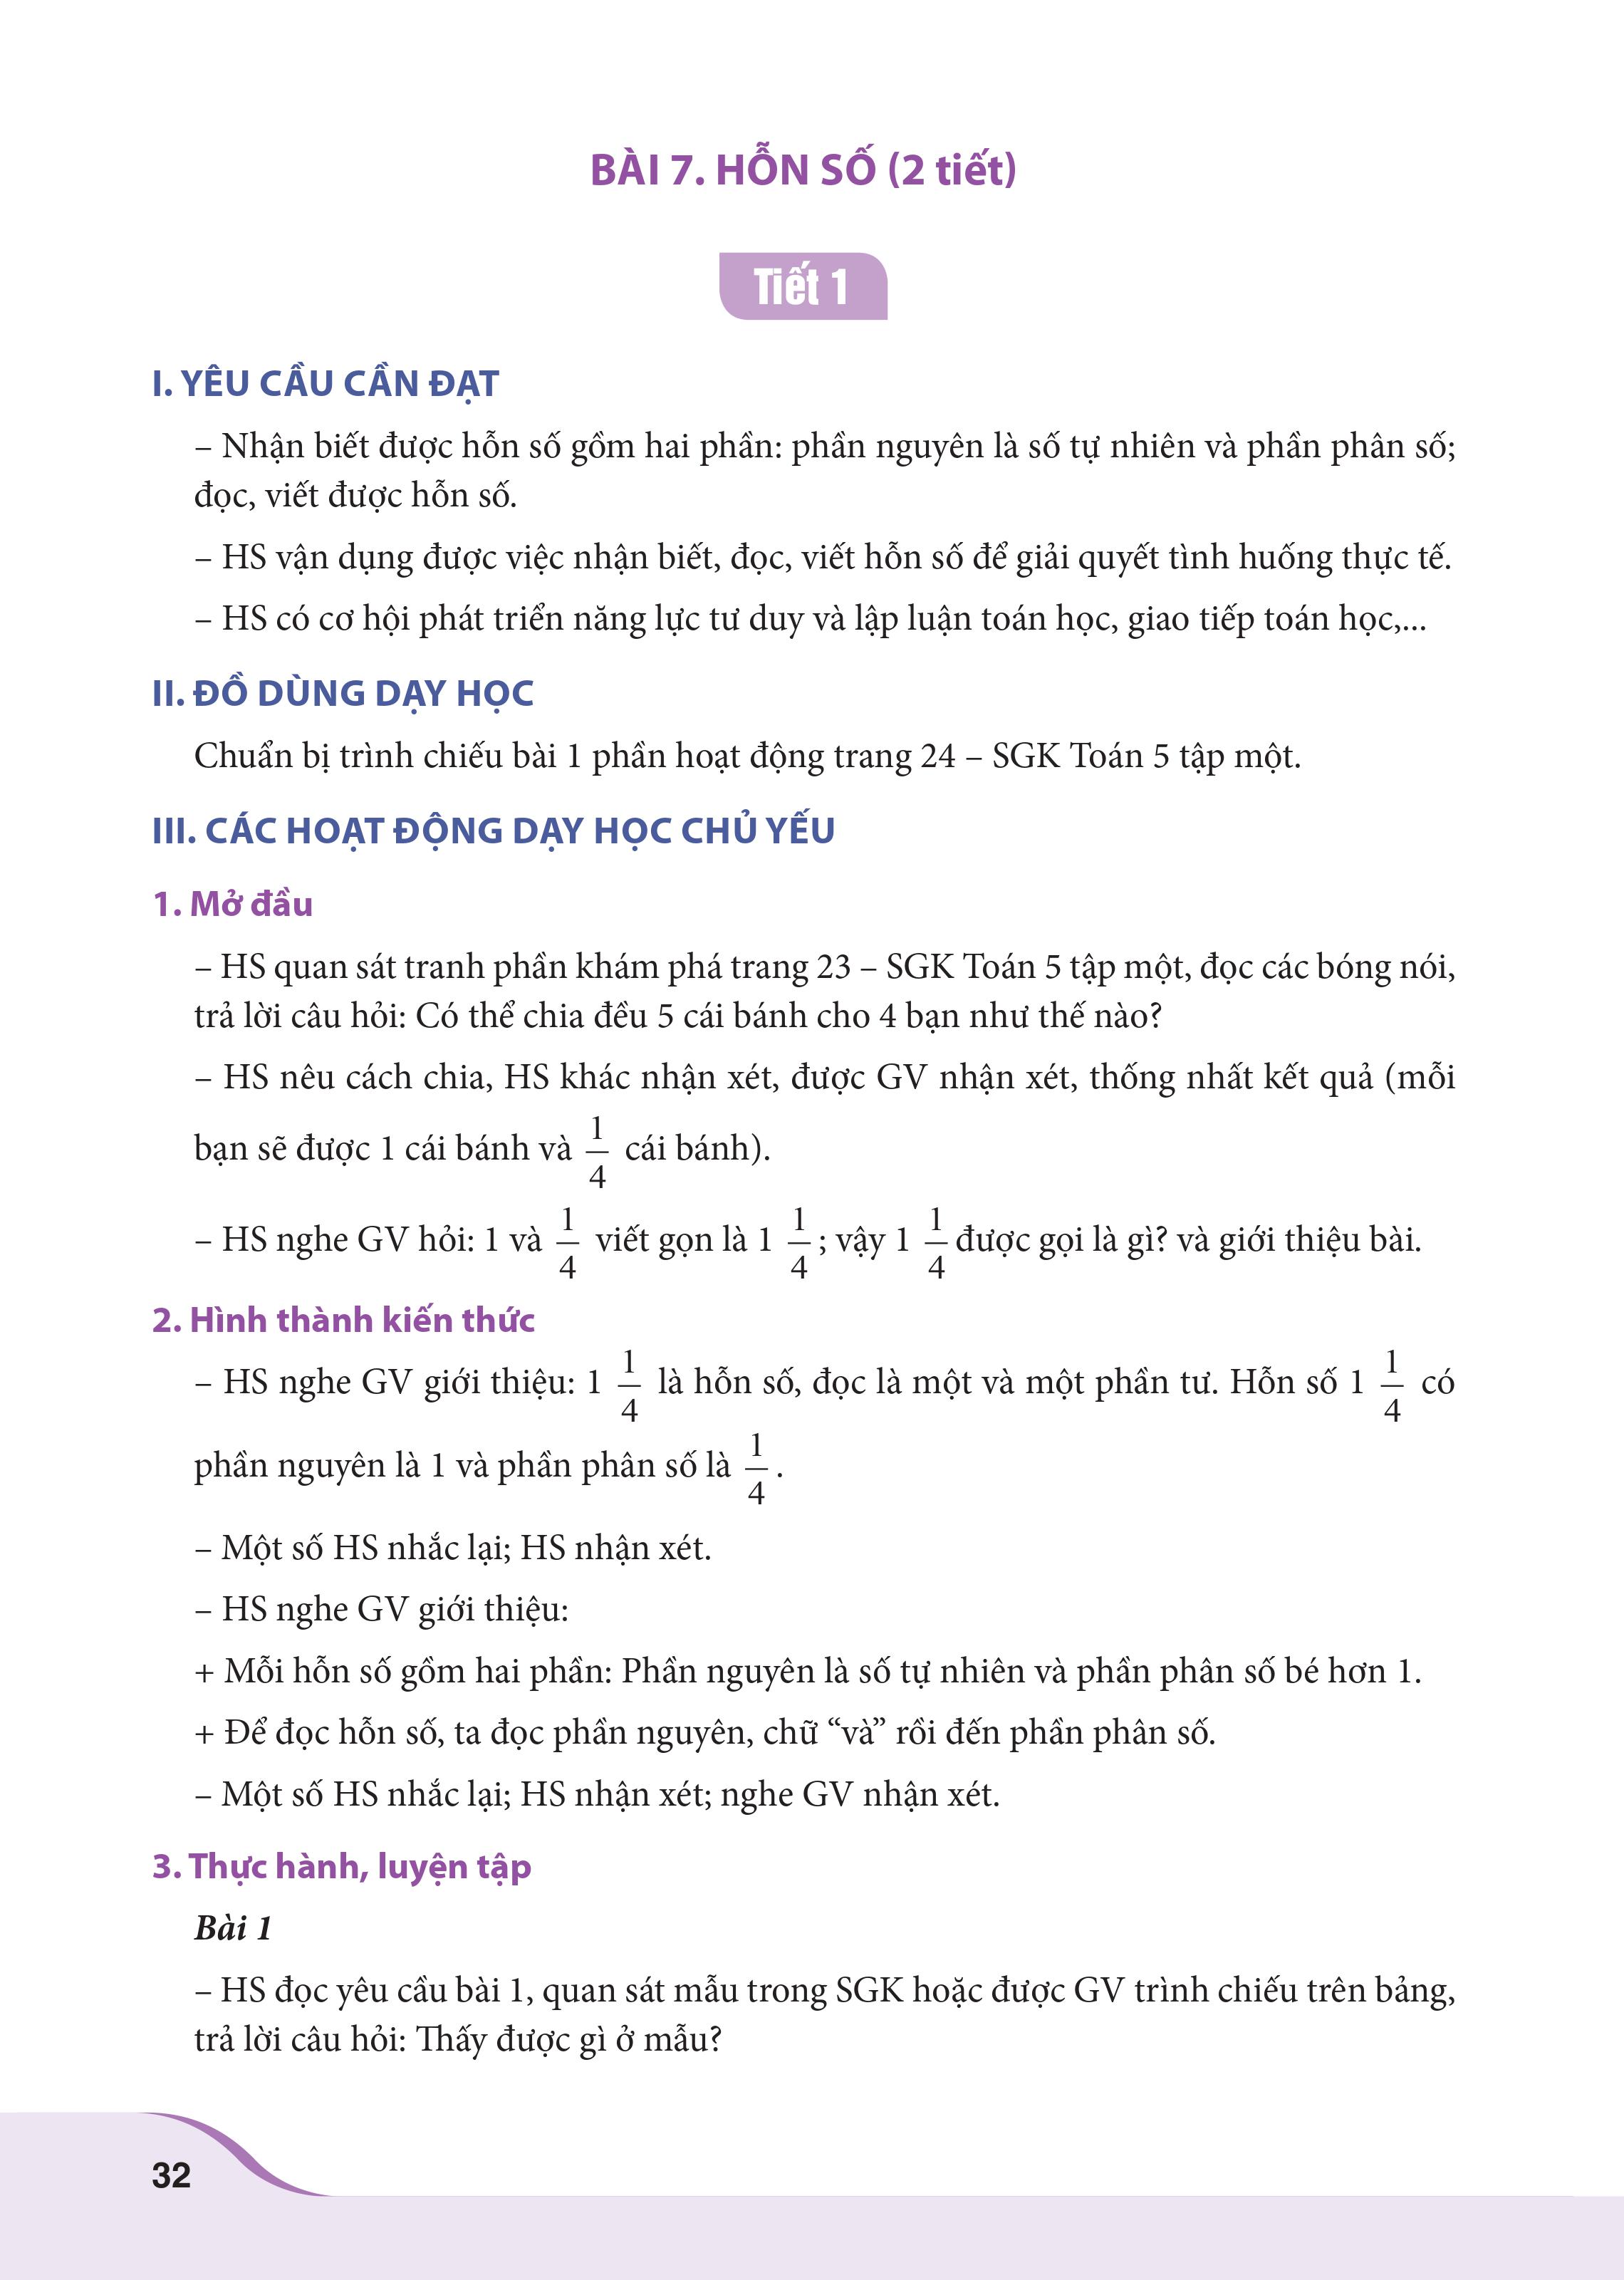 BÀI 7. HỖN SỐ (2 tiết)
Tiết 1
I. YÊU CẦU CẦN ĐẠT
– Nhận biết được hỗn số gồm hai phần: phần nguyên là số tự nhiên và phần phân số;
đọc, viết được hỗn số.
– HS vận dụng được việc nhận biết, đọc, viết hỗn số để giải quyết tình huống thực tế.
– HS có cơ hội phát triển năng lực tư duy và lập luận toán học, giao tiếp toán học,...
II. ĐỒ DÙNG DẠY HỌC
Chuẩn bị trình chiếu bài 1 phần hoạt động trang 24 – SGK Toán 5 tập một.
III. CÁC HOẠT ĐỘNG DẠY HỌC CHỦ YẾU
1. Mở đầu
– HS quan sát tranh phần khám phá trang 23 – SGK Toán 5 tập một, đọc các bóng nói,
trả lời câu hỏi: Có thể chia đều 5 cái bánh cho 4 bạn như thế nào?
– HS nêu cách chia, HS khác nhận xét, được GV nhận xét, thống nhất kết quả (mỗi
bạn sẽ được 1 cái bánh và 1/4 cái bánh).
– HS nghe GV hỏi: 1 và 1/4 viết gọn là 1 1/4; vậy 1 1/4 được gọi là gì? và giới thiệu bài.
2. Hình thành kiến thức
– HS nghe GV giới thiệu: 1 1/4 là hỗn số, đọc là một và một phần tư. Hỗn số 1 1/4 có
phần nguyên là 1 và phần phân số là 1/4.
– Một số HS nhắc lại; HS nhận xét.
– HS nghe GV giới thiệu:
+ Mỗi hỗn số gồm hai phần: Phần nguyên là số tự nhiên và phần phân số bé hơn 1.
+ Để đọc hỗn số, ta đọc phần nguyên, chữ “và” rồi đến phần phân số.
– Một số HS nhắc lại; HS nhận xét; nghe GV nhận xét.
3. Thực hành, luyện tập
Bài 1
– HS đọc yêu cầu bài 1, quan sát mẫu trong SGK hoặc được GV trình chiếu trên bảng,
trả lời câu hỏi: Thấy được gì ở mẫu?
32